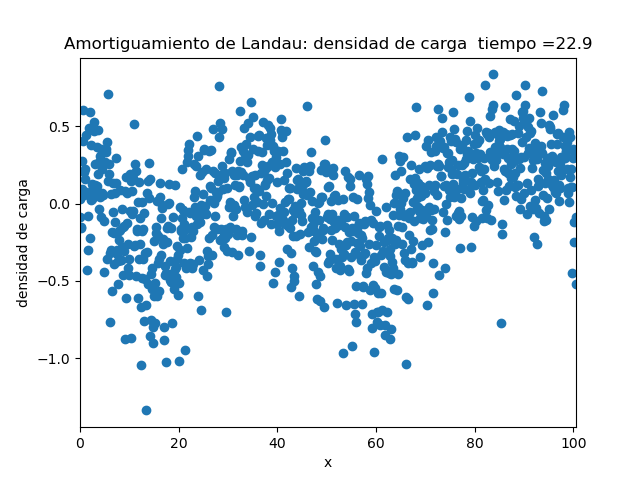 Amortiguamiento de Landau: densidad de carga  tiempo =22.9
densidad de carga
0.5
0.0
−0.5
−1.0
0 20 40 60 80 100
x